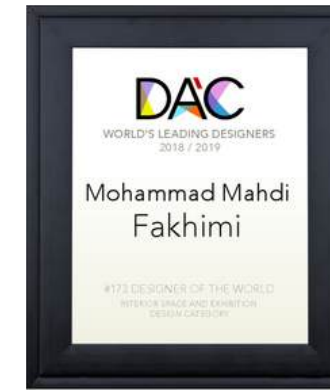 DAC
WORLD'S LEADING DESIGNERS
2018 / 2019
Mohammad Mahdi
Fakhimi
#173 DESIGNER OF THE WORLD
INTERIOR SPACE AND EXHIBITION
DESIGN CATEGORY